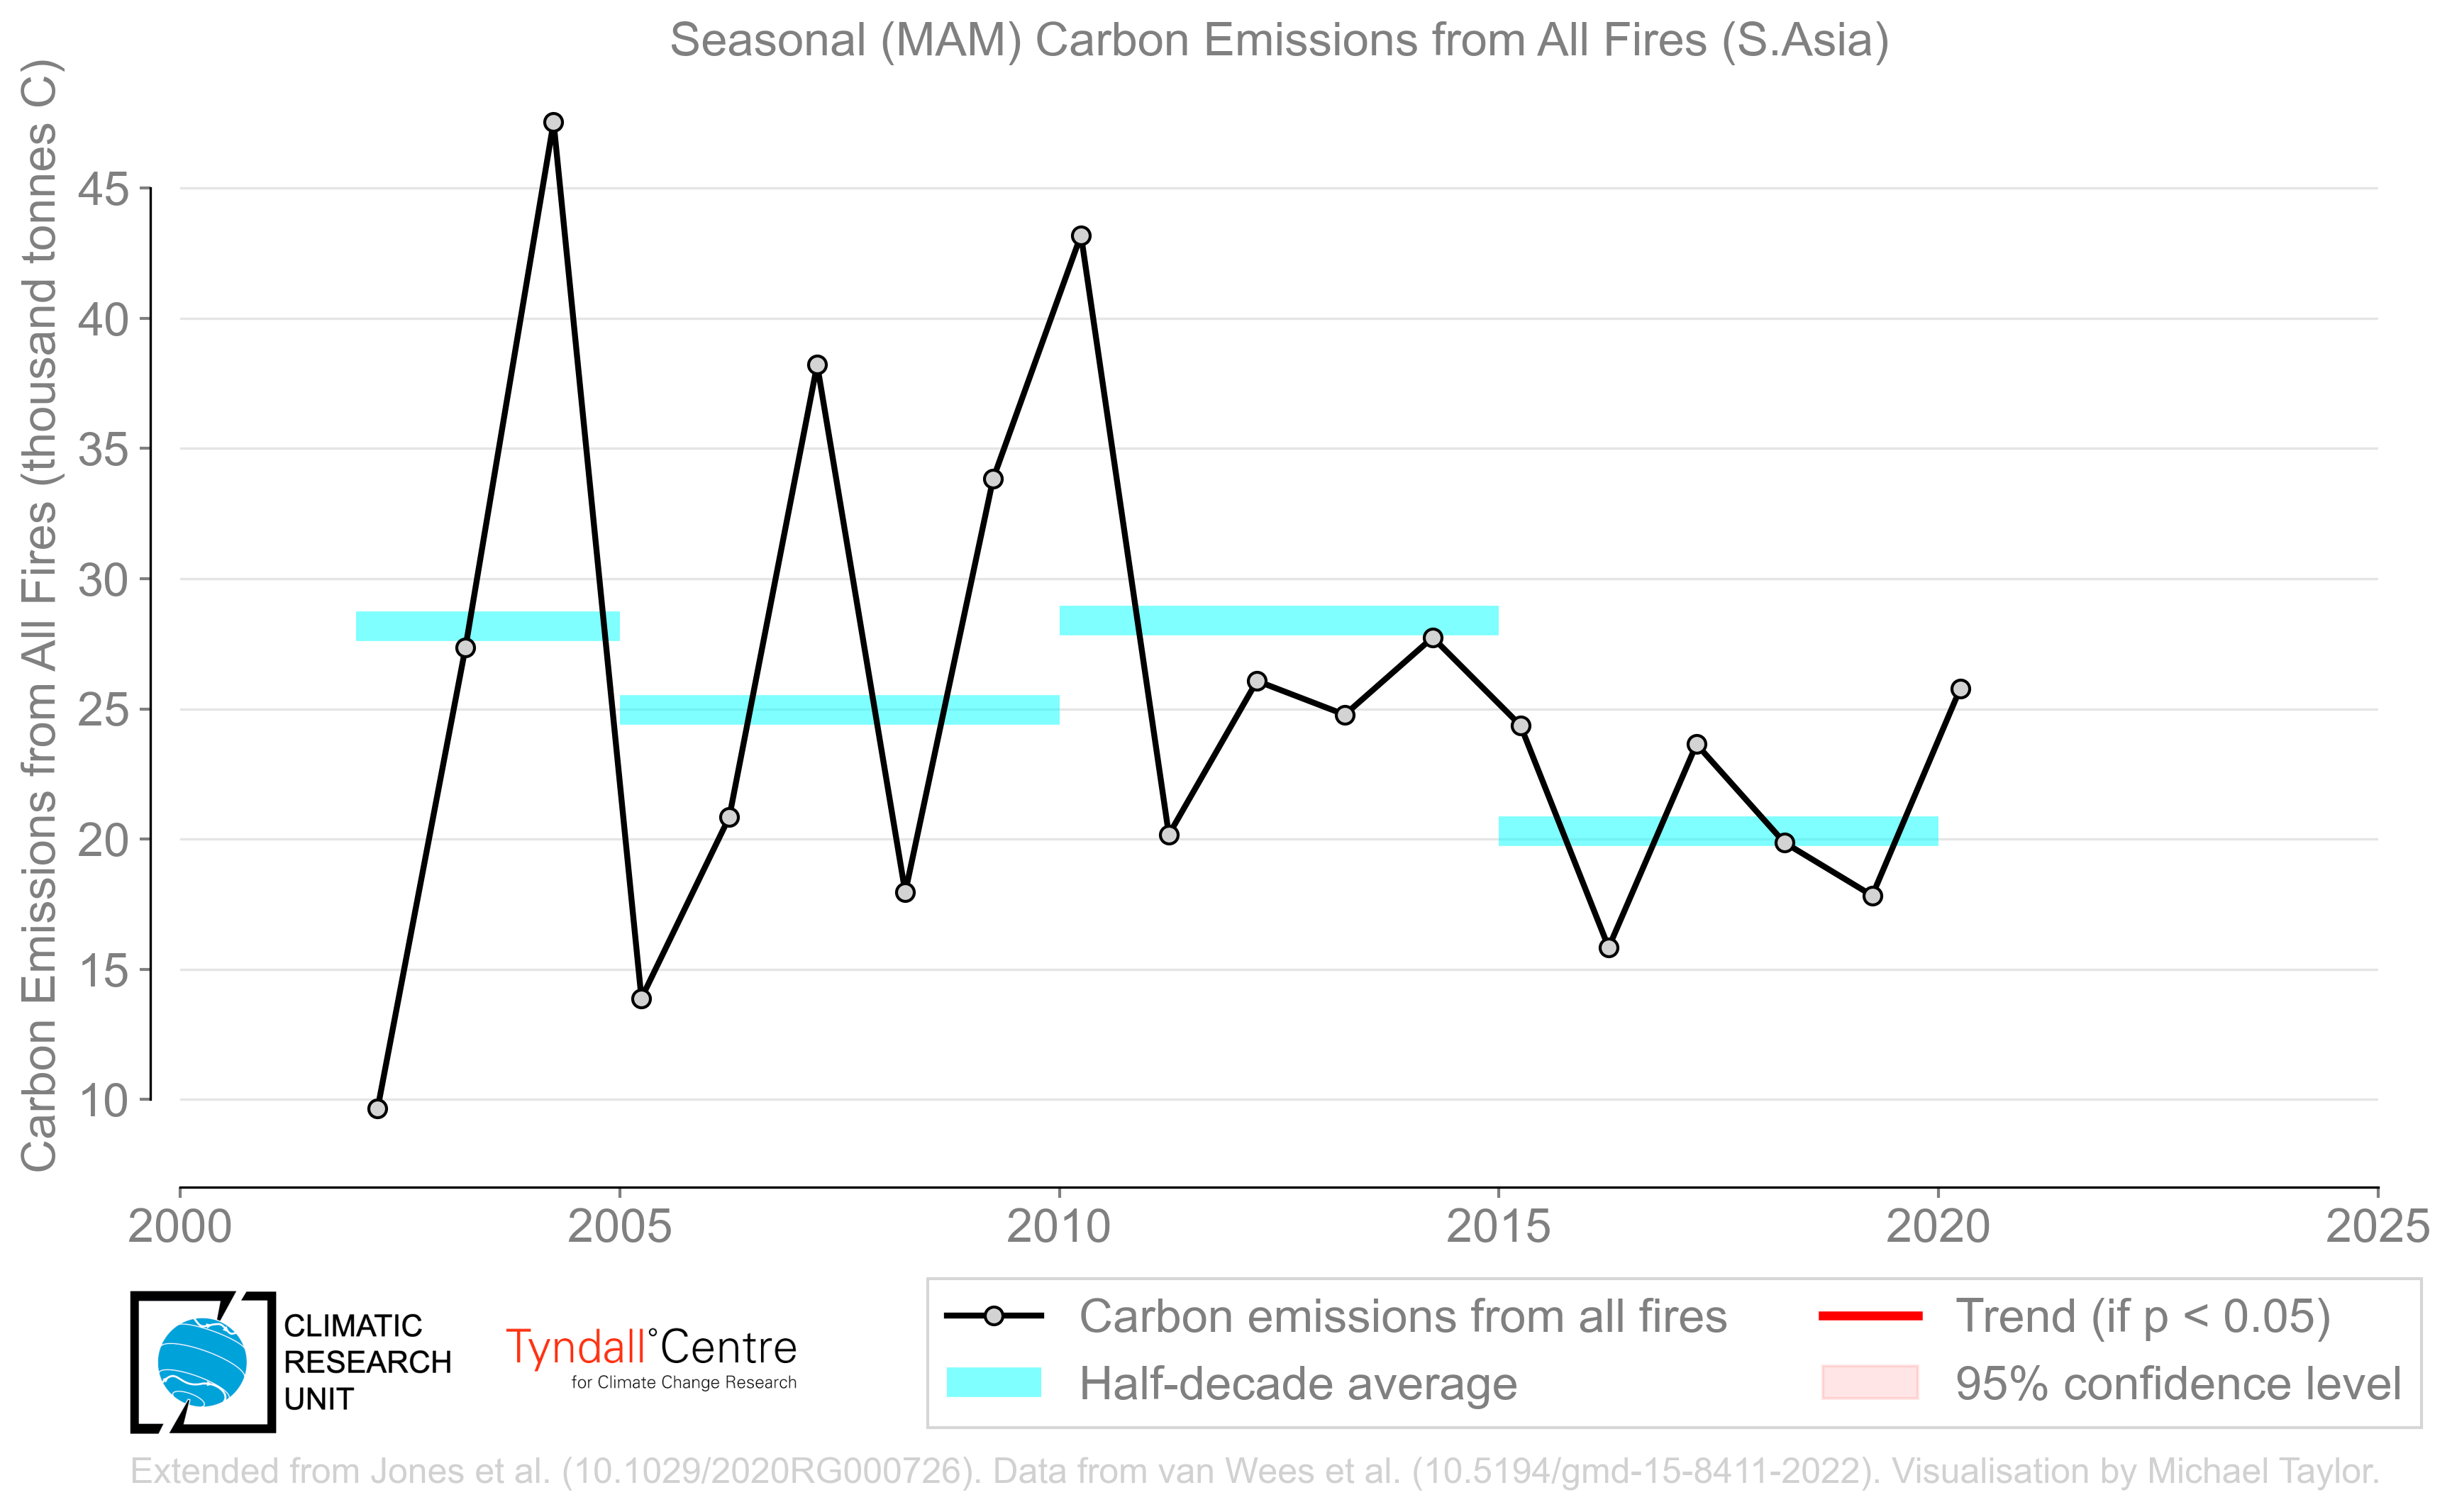 Seasonal (MAM) Carbon Emissions from All Fires (S.Asia)
Carbon Emissions from All Fires (thousand tonnes C)
45
40
35
30
25
20
15
10
2000 2005 2010 2015 2020 2025
CLIMATIC
RESEARCH
UNIT
Tyndall°Centre
for Climate Change Research
Carbon emissions from all fires
Half-decade average
Trend (if p < 0.05)
95% confidence level
Extended from Jones et al. (10.1029/2020RG000726). Data from van Wees et al. (10.5194/gmd-15-8411-2022). Visualisation by Michael Taylor.